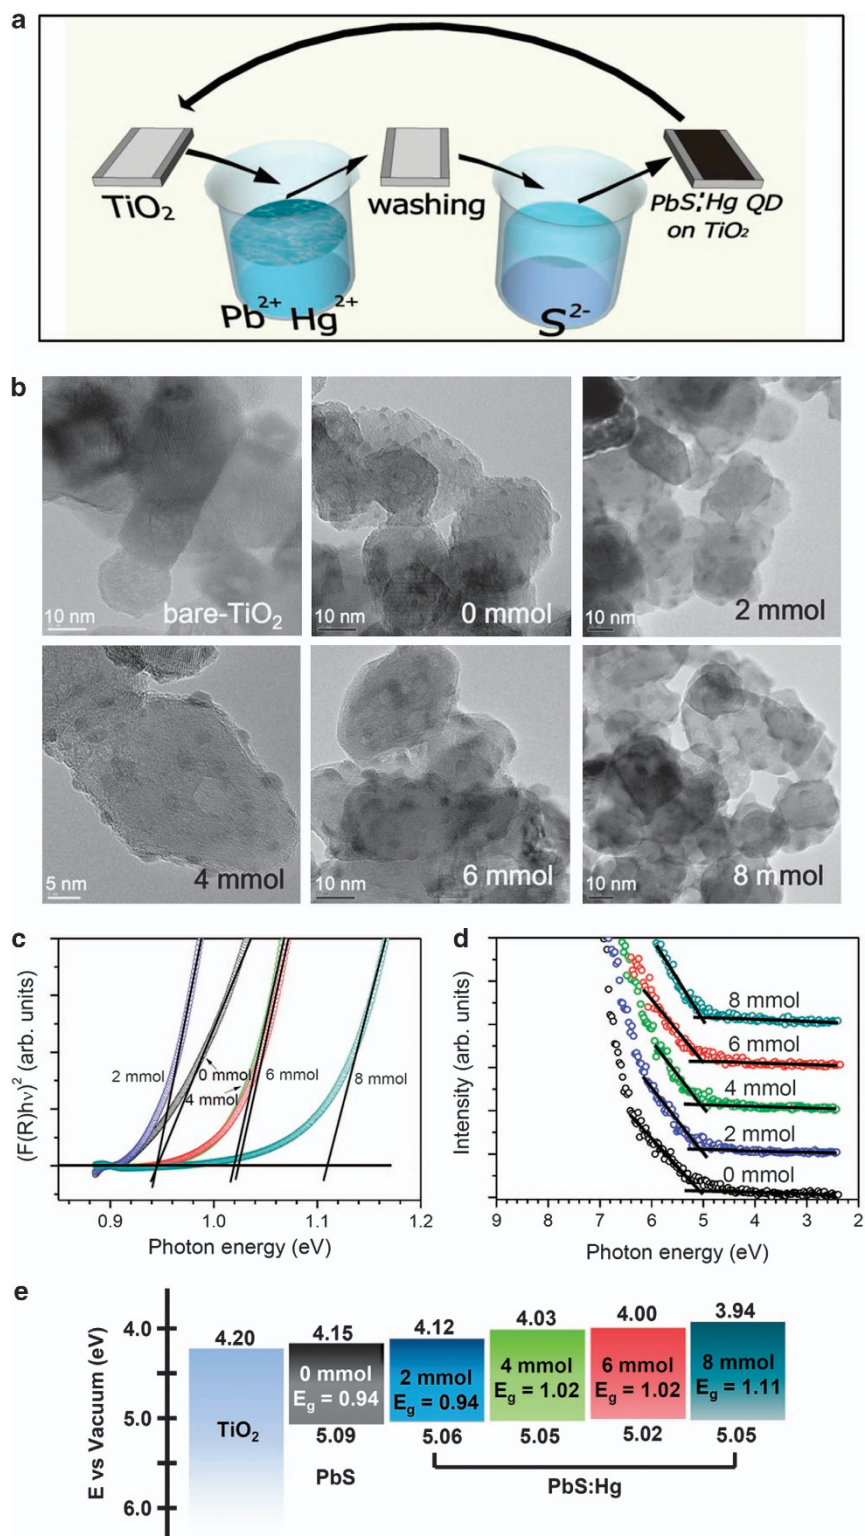 a
TiO₂
washing
PbS:Hg QD
on TiO₂
Pb²⁺ Hg²⁺
S²⁻
b
10 nm
bare-TiO₂
10 nm
0 mmol
10 nm
2 mmol
5 nm
4 mmol
10 nm
6 mmol
10 nm
8 mmol
c
(F(R)hν)² (arb. units)
2 mmol
0 mmol
4 mmol
6 mmol
8 mmol
0.9 1.0 1.1 1.2
Photon energy (eV)
d
Intensity (arb. units)
8 mmol
6 mmol
4 mmol
2 mmol
0 mmol
9 8 7 6 5 4 3 2
Photon energy (eV)
e
E vs Vacuum (eV)
4.0
5.0
6.0
4.20 4.15 4.12 4.03 4.00 3.94
TiO₂
0 mmol
E₉ = 0.94
2 mmol
E₉ = 0.94
4 mmol
E₉ = 1.02
6 mmol
E₉ = 1.02
8 mmol
E₉ = 1.11
5.09 5.06 5.05 5.02 5.05
PbS
PbS:Hg